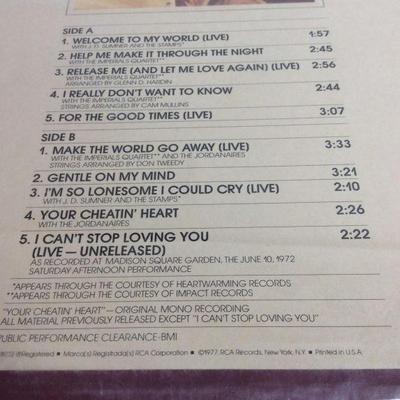 SIDE A
1. WELCOME TO MY WORLD (LIVE) 1:57
WITH J. D. SUMNER AND THE STAMPS*
2. HELP ME MAKE IT THROUGH THE NIGHT 2:45
WITH THE IMPERIALS QUARTET**
3. RELEASE ME (AND LET ME LOVE AGAIN) (LIVE) 2:56
WITH THE IMPERIALS QUARTET**
ARRANGED BY GLENN D. HARDIN
4. I REALLY DON'T WANT TO KNOW 2:44
WITH THE IMPERIALS QUARTET**
STRINGS ARRANGED BY CAM MULLINS
5. FOR THE GOOD TIMES (LIVE) 3:07
SIDE B
1. MAKE THE WORLD GO AWAY (LIVE) 3:33
WITH THE IMPERIALS QUARTET** AND THE JORDANAIRES
STRINGS ARRANGED BY DON TWEEDY
2. GENTLE ON MY MIND 3:21
3. I'M SO LONESOME I COULD CRY (LIVE) 2:10
WITH J. D. SUMNER AND THE STAMPS*
4. YOUR CHEATIN' HEART 2:26
WITH THE JORDANAIRES
5. I CAN'T STOP LOVING YOU 2:22
(LIVE—UNRELEASED)
AS RECORDED AT MADISON SQUARE GARDEN, THE JUNE 10, 1972
SATURDAY AFTERNOON PERFORMANCE
*APPEARS THROUGH THE COURTESY OF HEARTWARMING RECORDS
**APPEARS THROUGH THE COURTESY OF IMPACT RECORDS
"YOUR CHEATIN' HEART"—ORIGINAL MONO RECORDING
ALL MATERIAL PREVIOUSLY RELEASED EXCEPT "I CAN'T STOP LOVING YOU"
PUBLIC PERFORMANCE CLEARANCE-BMI
Registered • Marca(s) Registrada(s) RCA Corporation • ©1977, RCA Records, New York, N.Y. • Printed in U.S.A.